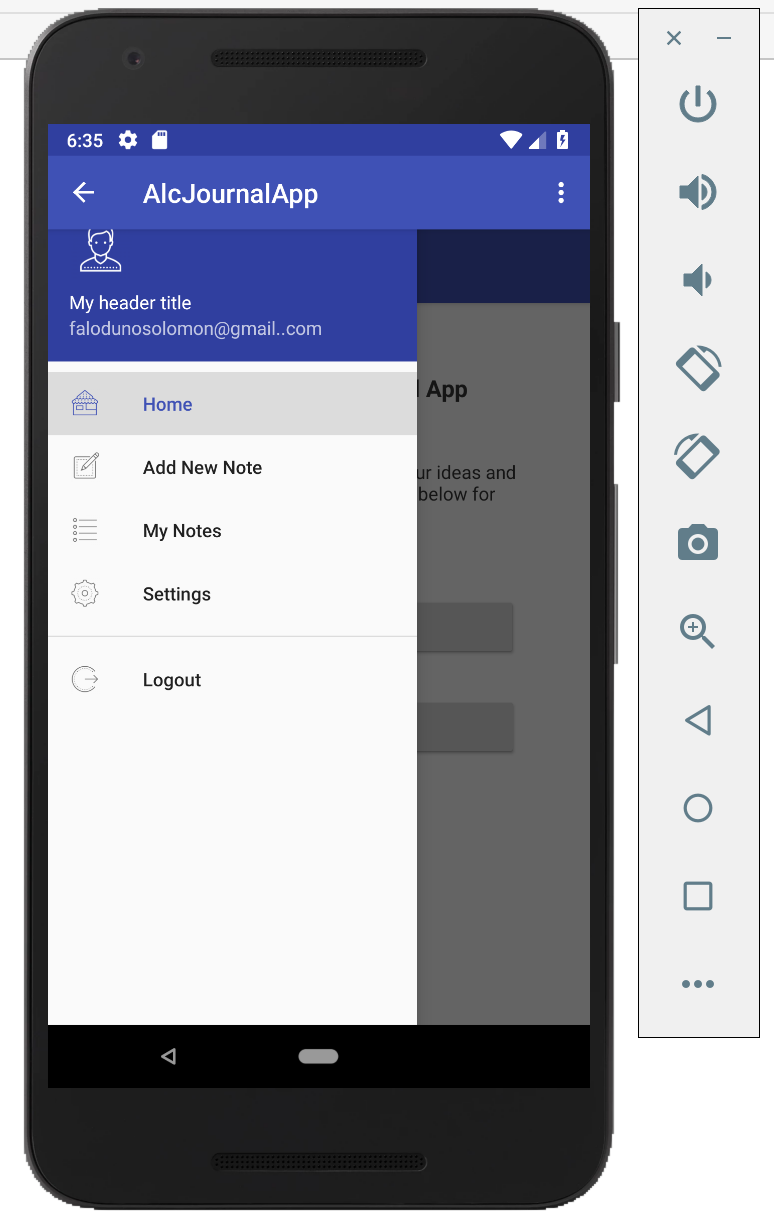 6:35
AlcJournalApp
My header title
falodunosolomon@gmail..com
Home
App
Add New Note
ur ideas and
below for
My Notes
Settings
Logout